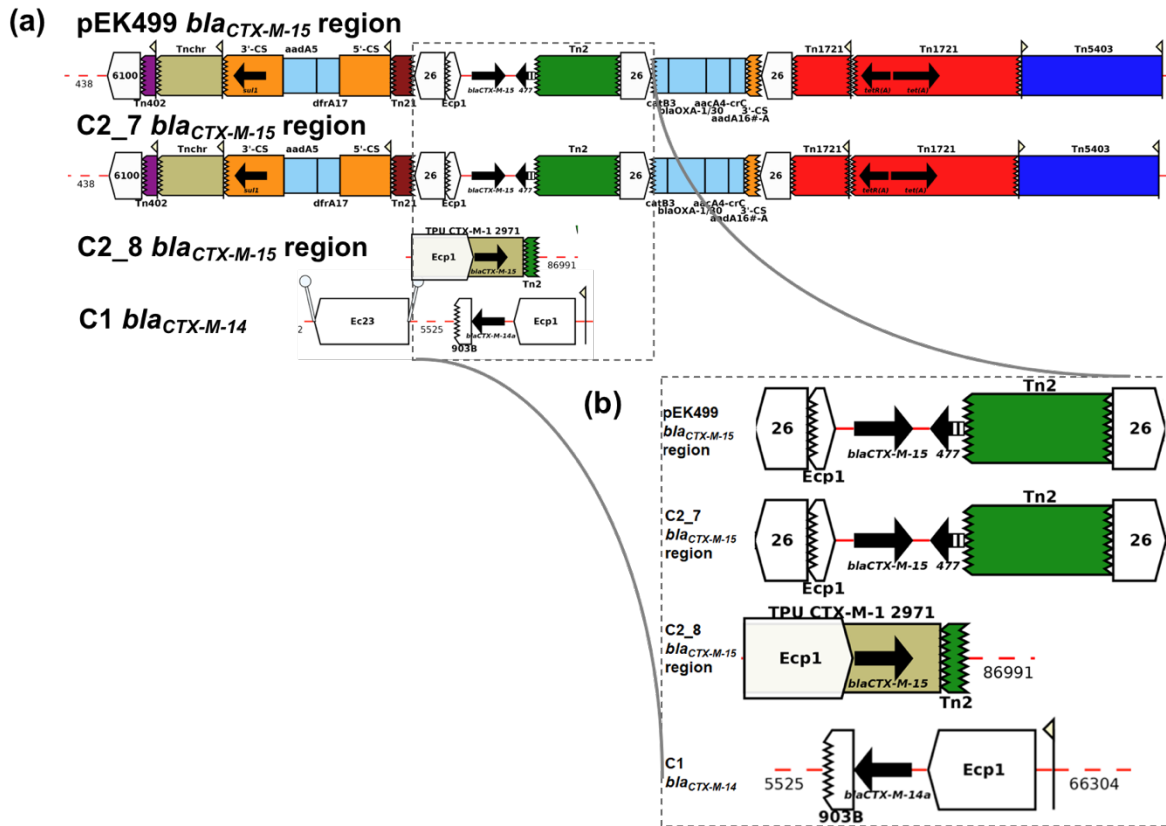 (a)
pEK499 blaCTX-M-15 region
Tnchr 3'-CS aadA5 5'-CS Tn2 Tn1721 Tn1721 Tn5403
438 6100 sul1 26 blaCTX-M-15 477 26 26 tetR(A) tet(A)
Tn402 dfrA17 Tn21 Ecp1 catB3 aacA4-crC
blaOXA-1/30 3'-CS
aadA16#-A
C2_7 blaCTX-M-15 region
Tnchr 3'-CS aadA5 5'-CS Tn2 Tn1721 Tn1721 Tn5403
438 6100 sul1 26 blaCTX-M-15 477 26 26 tetR(A) tet(A)
Tn402 dfrA17 Tn21 Ecp1 catB3 aacA4-crC
blaOXA-1/30 3'-CS
aadA16#-A
C2_8 blaCTX-M-15 region
TPU CTX-M-1 2971
Ecp1 blaCTX-M-15 86991
Tn2
C1 blaCTX-M-14
2 Ec23 5525 blaCTX-M-14a Ecp1
903B
(b)
pEK499
blaCTX-M-15
region
Tn2
26 blaCTX-M-15 477 26
Ecp1
C2_7
blaCTX-M-15
region
Tn2
26 blaCTX-M-15 477 26
Ecp1
C2_8
blaCTX-M-15
region
TPU CTX-M-1 2971
Ecp1 blaCTX-M-15 86991
Tn2
C1
blaCTX-M-14
5525 blaCTX-M-14a Ecp1 66304
903B